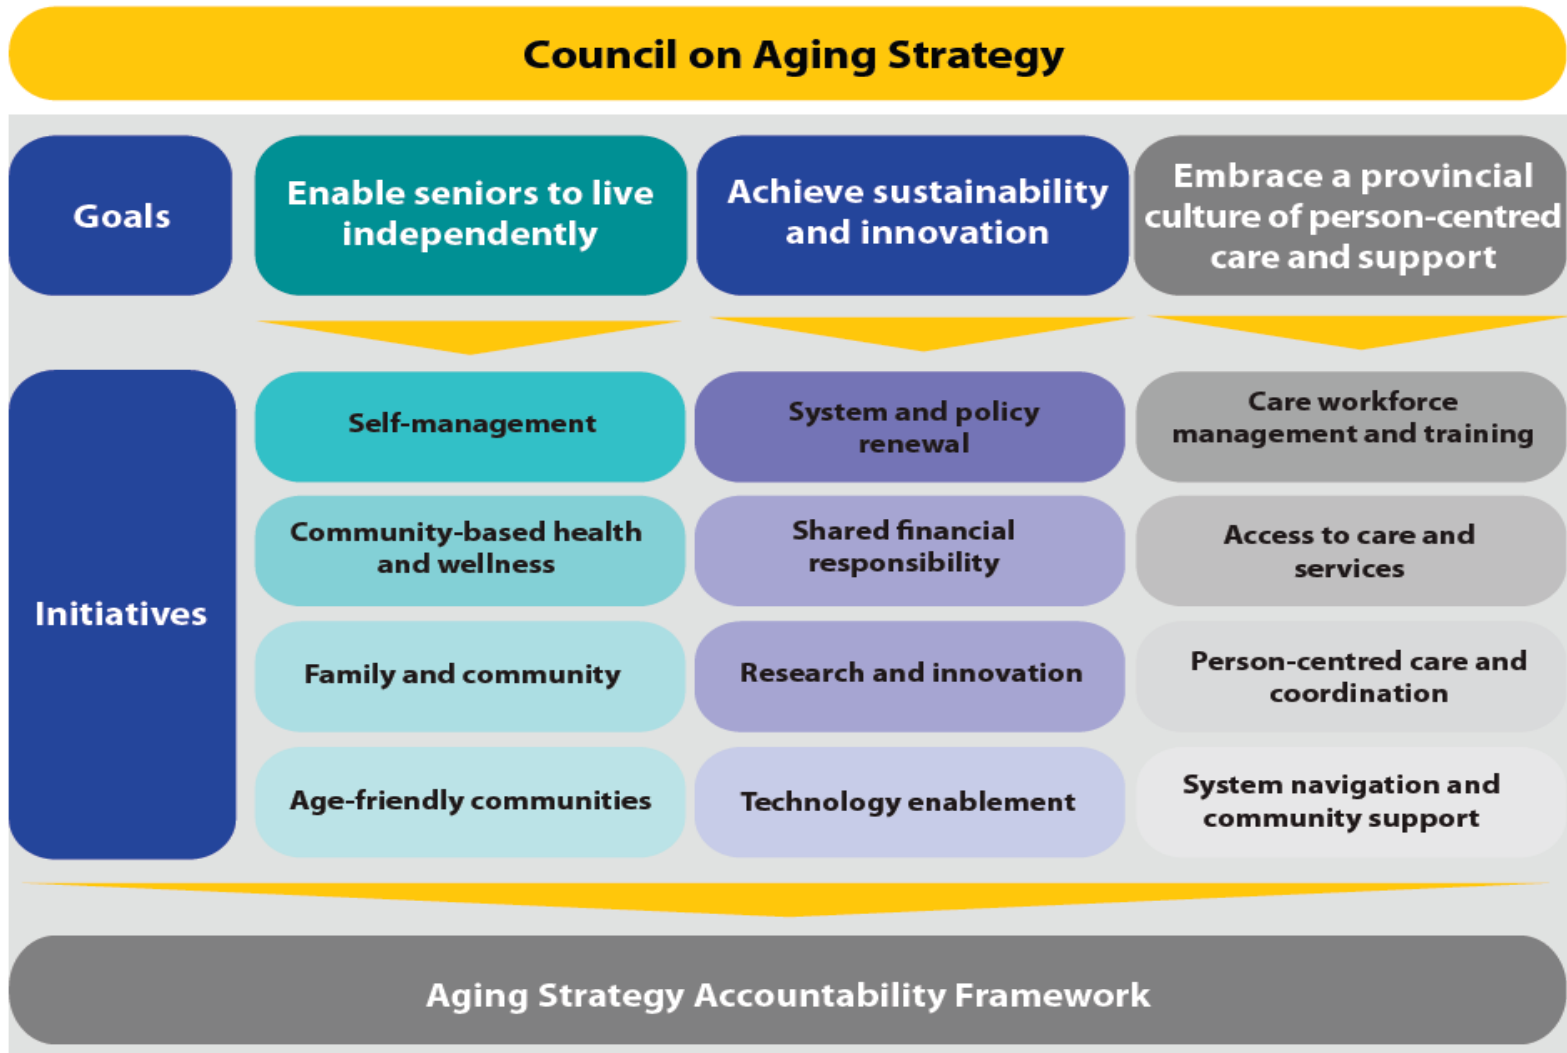 Council on Aging Strategy
Goals
Enable seniors to live
independently
Achieve sustainability
and innovation
Embrace a provincial
culture of person-centred
care and support
Initiatives
Self-management
System and policy
renewal
Care workforce
management and training
Community-based health
and wellness
Shared financial
responsibility
Access to care and
services
Family and community
Research and innovation
Person-centred care and
coordination
Age-friendly communities
Technology enablement
System navigation and
community support
Aging Strategy Accountability Framework